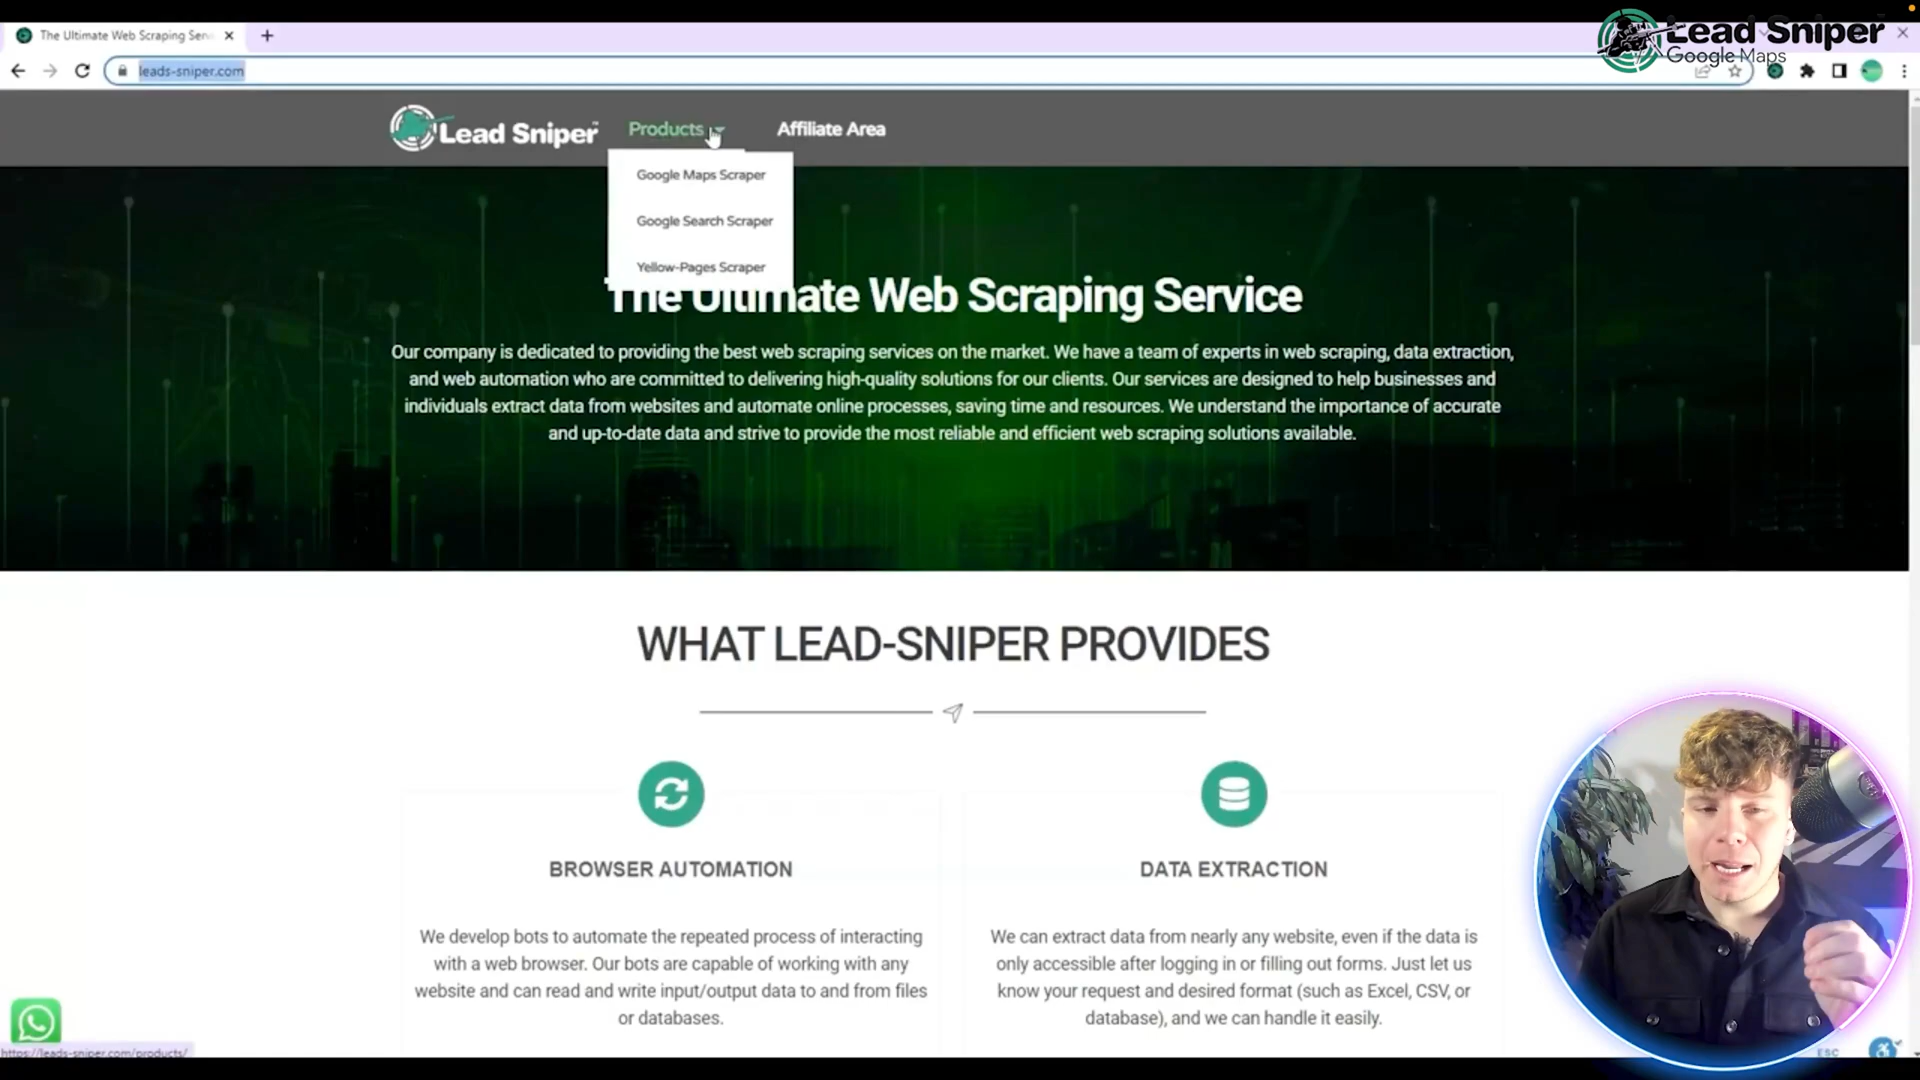 The Ultimate Web Scraping Serv
Lead Sniper
Google Maps
leads-sniper.com
Lead Sniper
Products
Affiliate Area
Google Maps Scraper
Google Search Scraper
Yellow-Pages Scraper
The Ultimate Web Scraping Service
Our company is dedicated to providing the best web scraping services on the market. We have a team of experts in web scraping, data extraction,
and web automation who are committed to delivering high-quality solutions for our clients. Our services are designed to help businesses and
individuals extract data from websites and automate online processes, saving time and resources. We understand the importance of accurate
and up-to-date data and strive to provide the most reliable and efficient web scraping solutions available.
WHAT LEAD-SNIPER PROVIDES
BROWSER AUTOMATION
We develop bots to automate the repeated process of interacting
with a web browser. Our bots are capable of working with any
website and can read and write input/output data to and from files
or databases.
DATA EXTRACTION
We can extract data from nearly any website, even if the data is
only accessible after logging in or filling out forms. Just let us
know your request and desired format (such as Excel, CSV, or
database), and we can handle it easily.
https://leads-sniper.com/products/
ESC